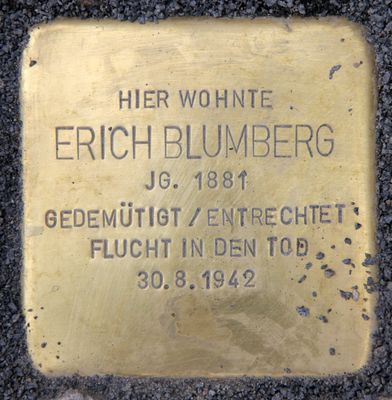 HIER WOHNTE
ERICH BLUMBERG
JG. 1881
GEDEMÜTIGT / ENTRECHTET
FLUCHT IN DEN TOD
30.8.1942